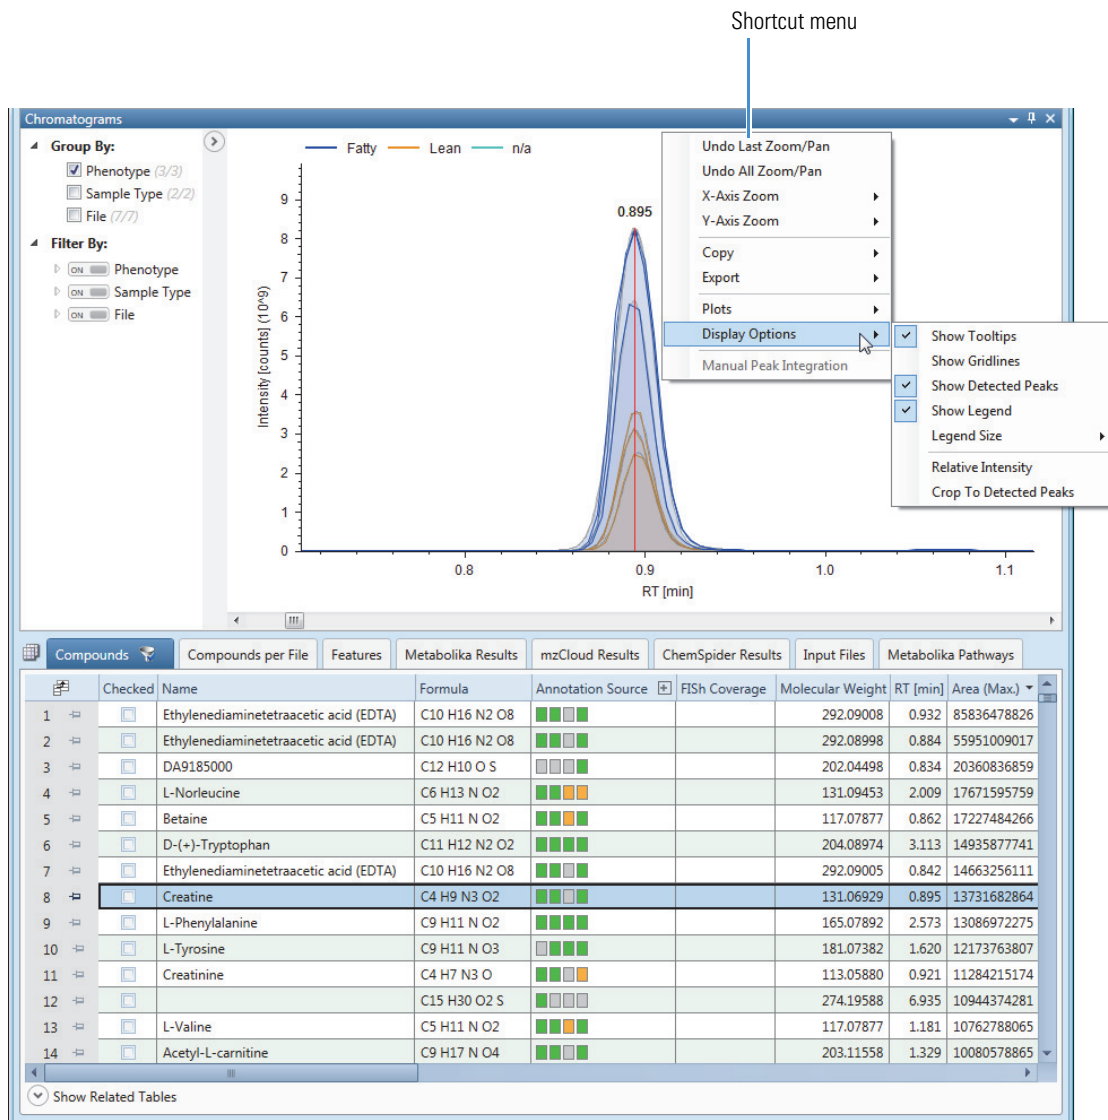 Shortcut menu
Chromatograms
Group By:
Phenotype (3/3)
Sample Type (2/2)
File (7/7)
Filter By:
ON Phenotype
ON Sample Type
ON File
Fatty Lean n/a
0.895
Intensity [counts] (10^9)
9
8
7
6
5
4
3
2
1
0
0.8 0.9 1.0 1.1
RT [min]
Undo Last Zoom/Pan
Undo All Zoom/Pan
X-Axis Zoom
Y-Axis Zoom
Copy
Export
Plots
Display Options
Manual Peak Integration
Show Tooltips
Show Gridlines
Show Detected Peaks
Show Legend
Legend Size
Relative Intensity
Crop To Detected Peaks
Compounds Compounds per File Features Metabolika Results mzCloud Results ChemSpider Results Input Files Metabolika Pathways
Checked Name Formula Annotation Source FISh Coverage Molecular Weight RT [min] Area (Max.)
1 Ethylenediaminetetraacetic acid (EDTA) C10 H16 N2 O8 292.09008 0.932 85836478826
2 Ethylenediaminetetraacetic acid (EDTA) C10 H16 N2 O8 292.08998 0.884 55951009017
3 DA9185000 C12 H10 O S 202.04498 0.834 20360836859
4 L-Norleucine C6 H13 N O2 131.09453 2.009 17671595759
5 Betaine C5 H11 N O2 117.07877 0.862 17227484266
6 D-(+)-Tryptophan C11 H12 N2 O2 204.08974 3.113 14935877741
7 Ethylenediaminetetraacetic acid (EDTA) C10 H16 N2 O8 292.09005 0.842 14663256111
8 Creatine C4 H9 N3 O2 131.06929 0.895 13731682864
9 L-Phenylalanine C9 H11 N O2 165.07892 2.573 13086972275
10 L-Tyrosine C9 H11 N O3 181.07382 1.620 12173763807
11 Creatinine C4 H7 N3 O 113.05880 0.921 11284215174
12 C15 H30 O2 S 274.19588 6.935 10944374281
13 L-Valine C5 H11 N O2 117.07877 1.181 10762788065
14 Acetyl-L-carnitine C9 H17 N O4 203.11558 1.329 10080578865
Show Related Tables